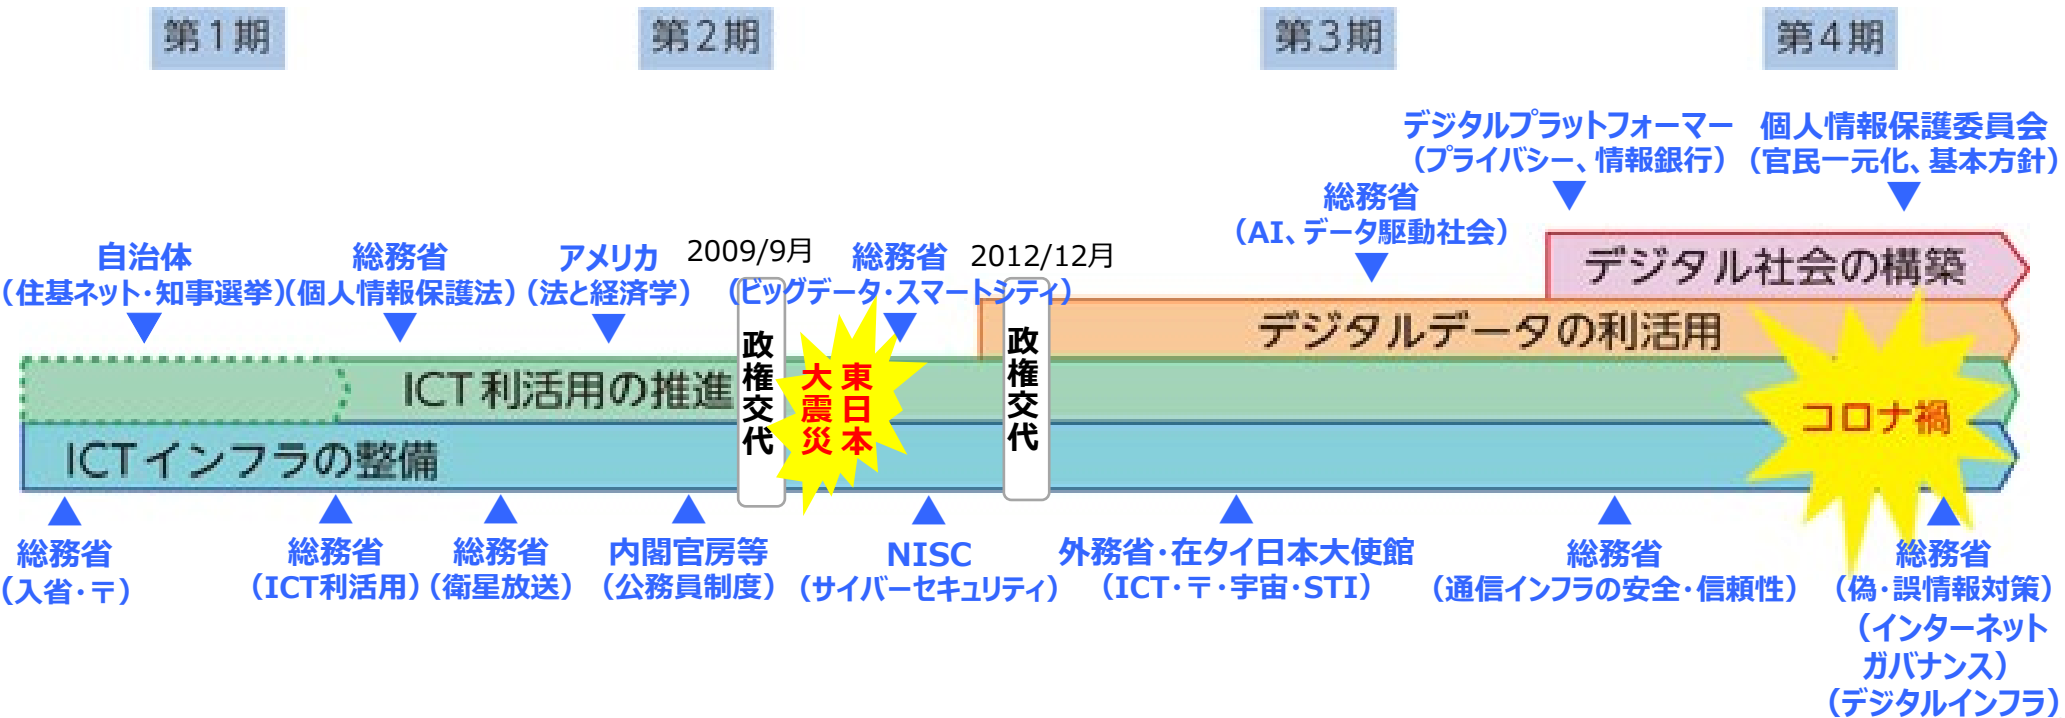 第1期
第2期
第3期
第4期
デジタルプラットフォーマー
（プライバシー、情報銀行）
個人情報保護委員会
（官民一元化、基本方針）
総務省
（AI、データ駆動社会）
自治体
（住基ネット・知事選挙）
総務省
（個人情報保護法）
アメリカ
（法と経済学）
2009/9月
総務省
（ビッグデータ・スマートシティ）
2012/12月
デジタル社会の構築
デジタルデータの利活用
ICT利活用の推進
ICTインフラの整備
政権交代
東日本
大震災
政権交代
コロナ禍
総務省
（入省・〒）
総務省
（ICT利活用）
総務省
（衛星放送）
内閣官房等
（公務員制度）
NISC
（サイバーセキュリティ）
外務省・在タイ日本大使館
（ICT・〒・宇宙・STI）
総務省
（通信インフラの安全・信頼性）
総務省
（偽・誤情報対策）
（インターネット
ガバナンス）
（デジタルインフラ）